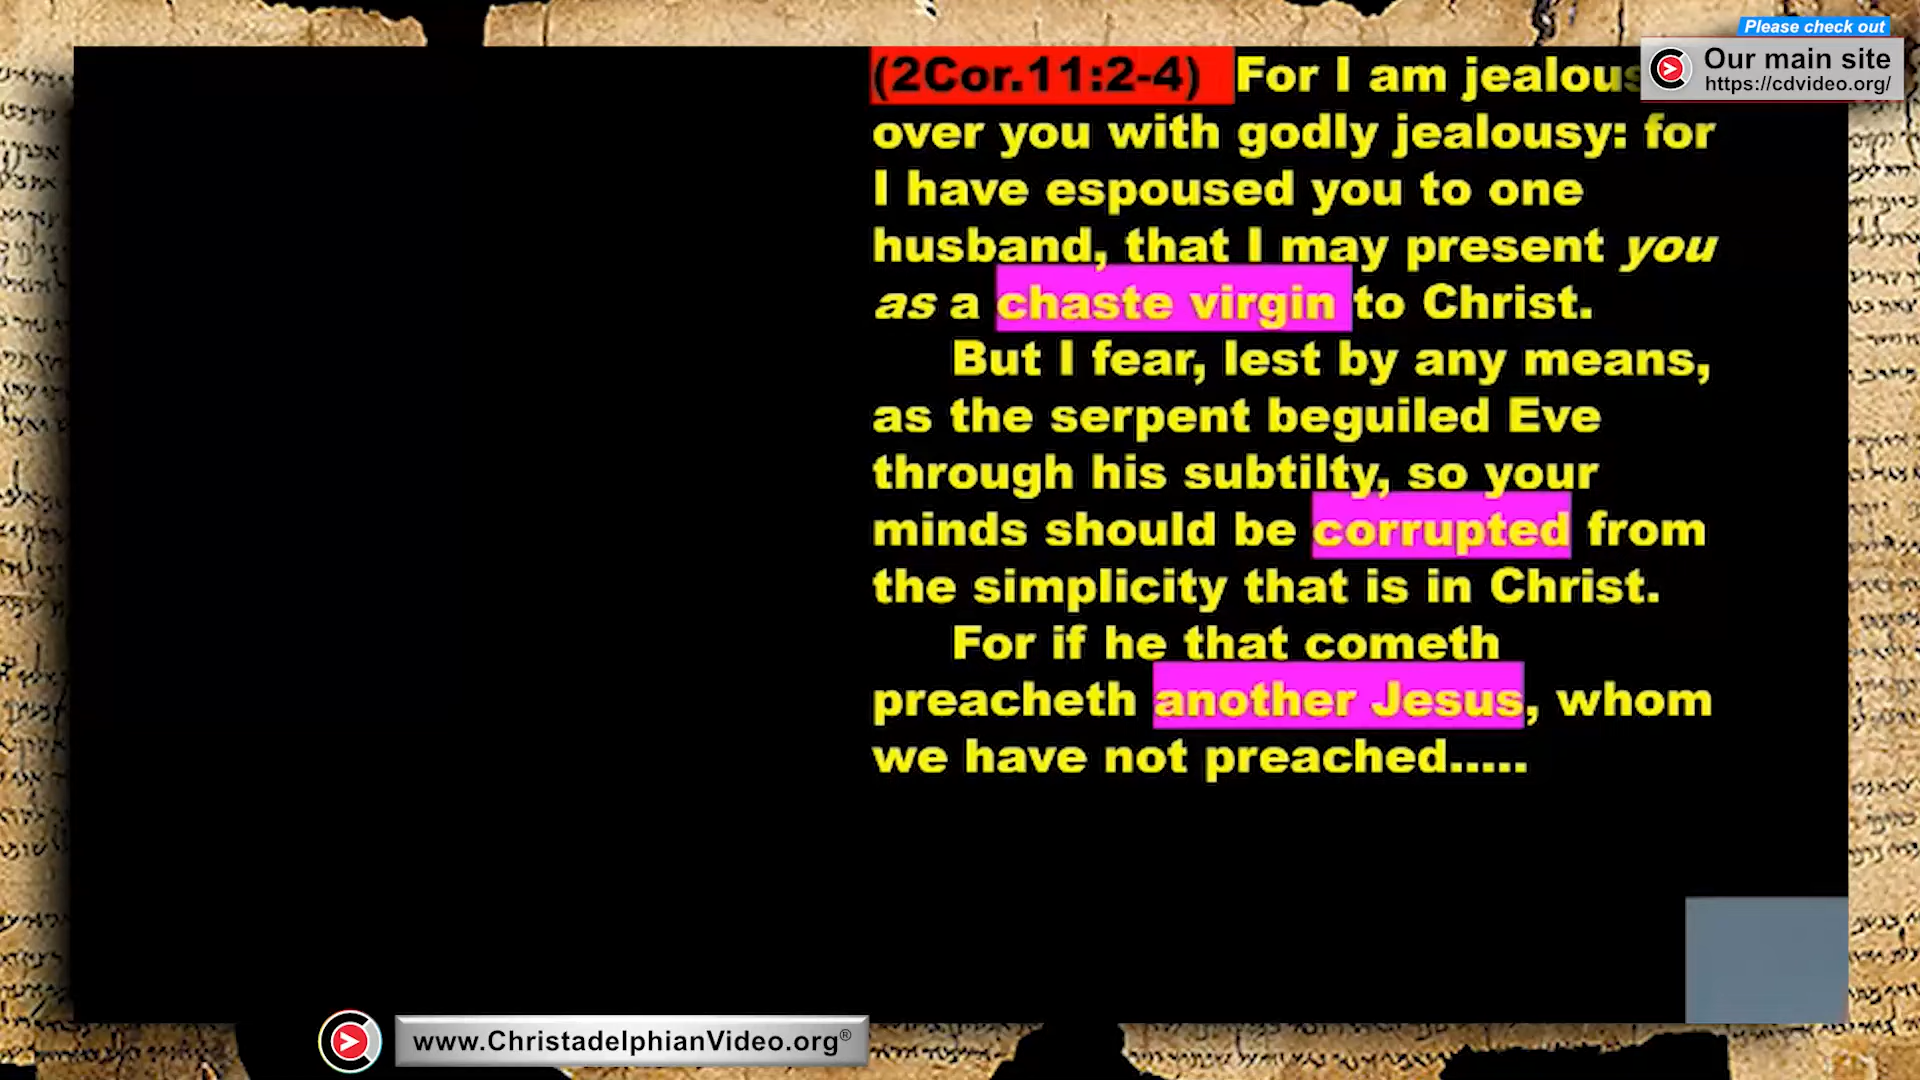 Please check out
Our main site
https://cdvideo.org/
(2Cor.11:2-4) For I am jealous
over you with godly jealousy: for
I have espoused you to one
husband, that I may present you
as a chaste virgin to Christ.
But I fear, lest by any means,
as the serpent beguiled Eve
through his subtilty, so your
minds should be corrupted from
the simplicity that is in Christ.
For if he that cometh
preacheth another Jesus, whom
we have not preached.....
www.ChristadelphianVideo.org®